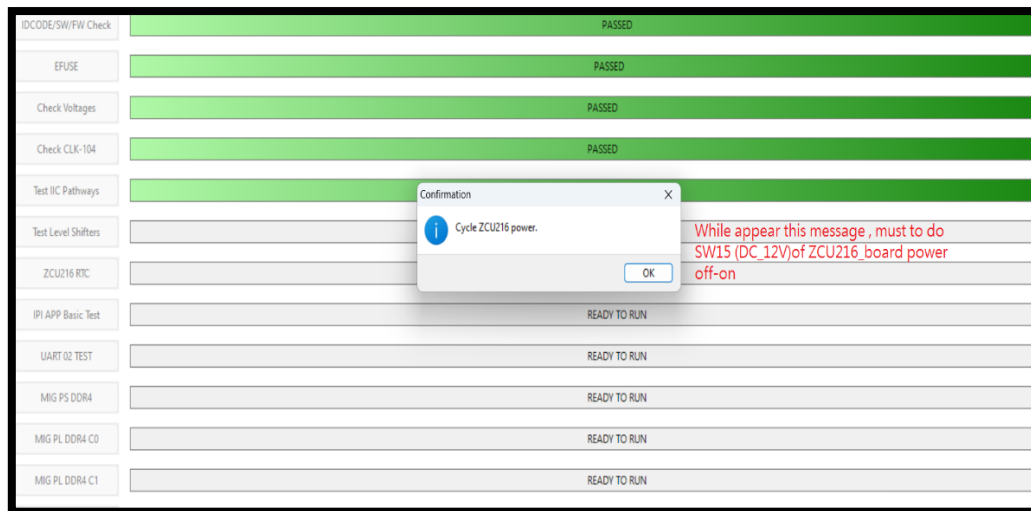 IDCODE/SW/FW Check PASSED
EFUSE PASSED
Check Voltages PASSED
Check CLK-104 PASSED
Test IIC Pathways
Confirmation X
Cycle ZCU216 power.
OK
While appear this message , must to do
SW15 (DC_12V)of ZCU216_board power
off-on
Test Level Shifters
ZCU216 RTC
IPI APP Basic Test READY TO RUN
UART 02 TEST READY TO RUN
MIG PS DDR4 READY TO RUN
MIG PL DDR4 C0 READY TO RUN
MIG PL DDR4 C1 READY TO RUN